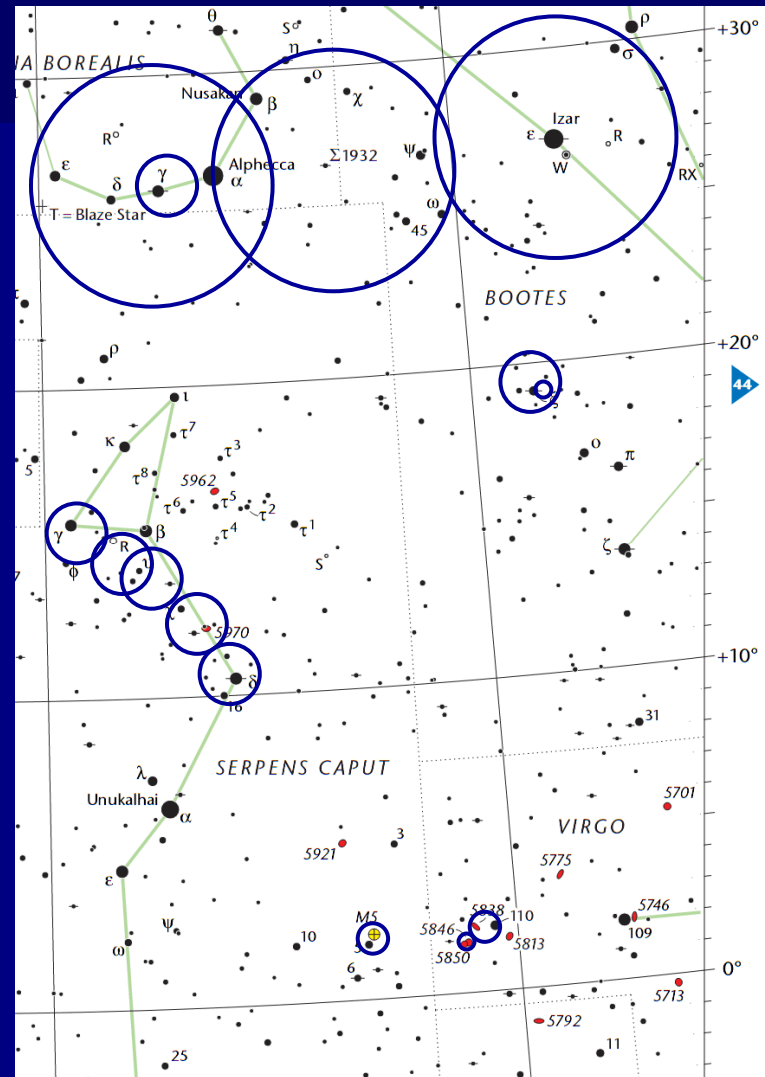 θ
S
η
ρ
+30°
σ
NA BOREALIS
ο
Nusakan
β
χ
Izar
ε
R
R
Σ1932
ψ
W
ε
γ
Alphecca
α
RX
δ
T = Blaze Star
ω
45
τ
BOOTES
+20°
ρ
44
ι
ξ
κ
τ⁷
ο
τ³
π
5
τ⁸
5962
τ⁶
τ⁵
τ²
τ⁴
τ¹
γ
β
R
ζ
S
φ
υ
7
5970
+10°
δ
16
31
λ
SERPENS CAPUT
Unukalhai
α
5701
VIRGO
3
5921
5775
ε
M5
5838
110
5746
ψ
5846
109
ω
10
5
5850
5813
6
0°
5713
5792
25
11